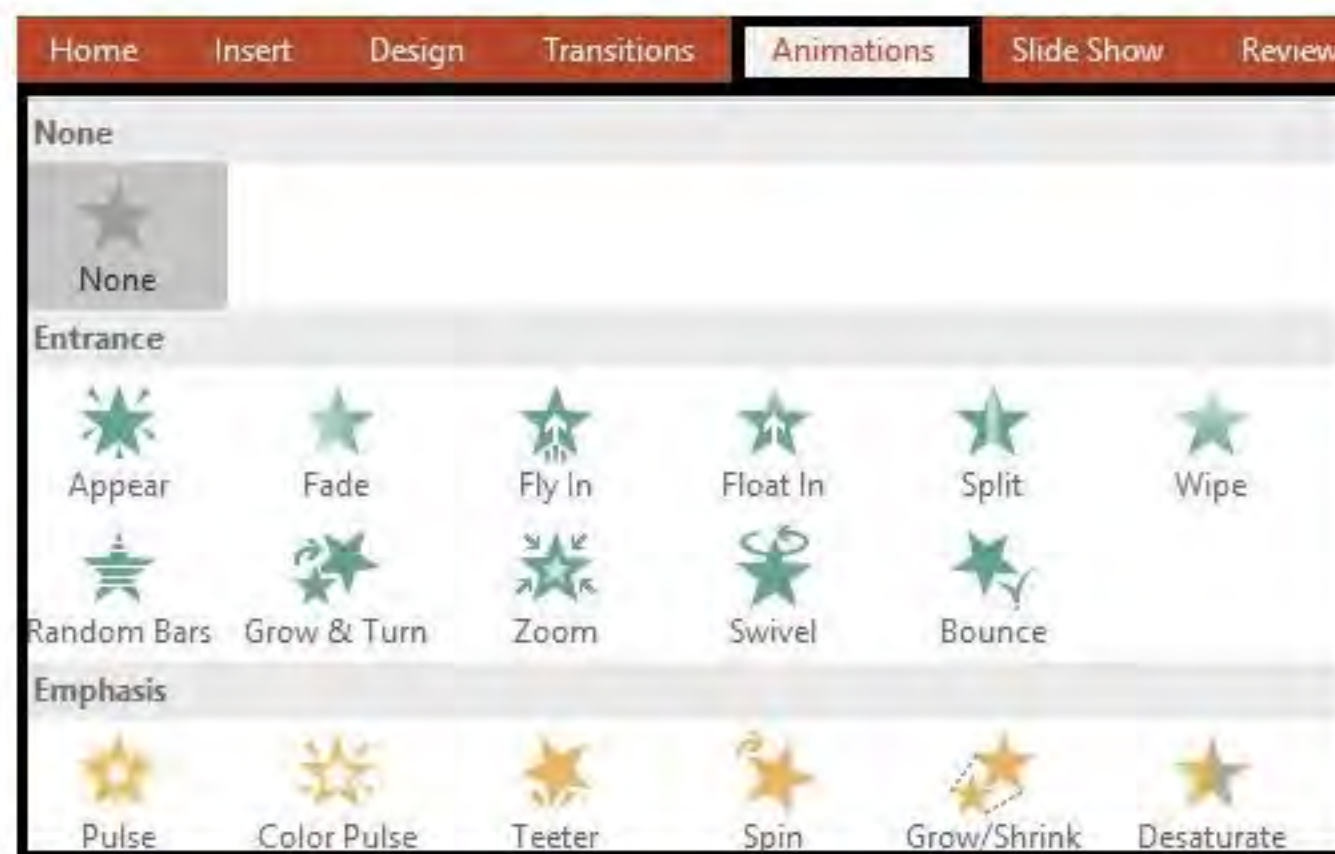 Home Insert Design Transitions Animations Slide Show Review
None
None
Entrance
Appear Fade Fly In Float In Split Wipe
Random Bars Grow & Turn Zoom Swivel Bounce
Emphasis
Pulse Color Pulse Teeter Spin Grow/Shrink Desaturate